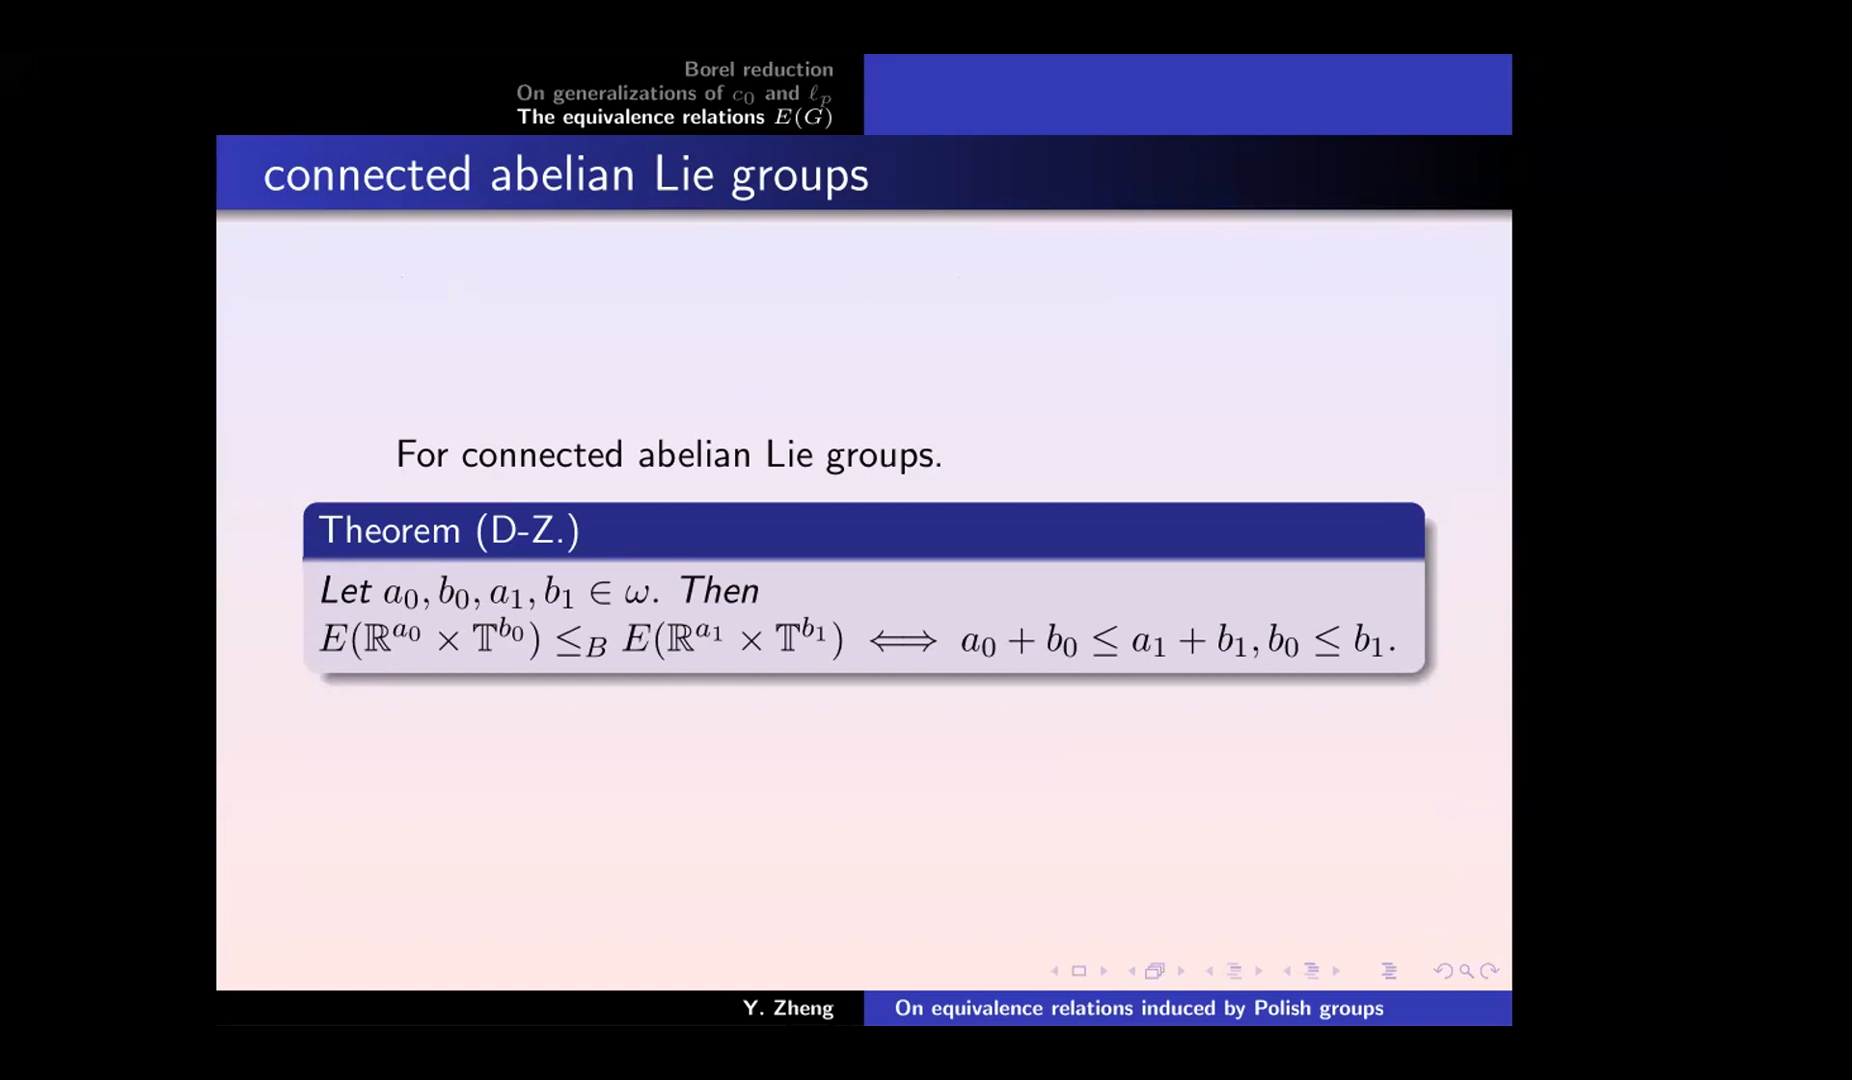 Borel reduction
On generalizations of c₀ and ℓₚ
The equivalence relations E(G)
connected abelian Lie groups
For connected abelian Lie groups.
Theorem (D-Z.)
Let a₀, b₀, a₁, b₁ ∈ ω. Then
E(ℝ^{a₀} × 𝕋^{b₀}) ≤_B E(ℝ^{a₁} × 𝕋^{b₁}) ⟺ a₀ + b₀ ≤ a₁ + b₁, b₀ ≤ b₁.
Y. Zheng
On equivalence relations induced by Polish groups